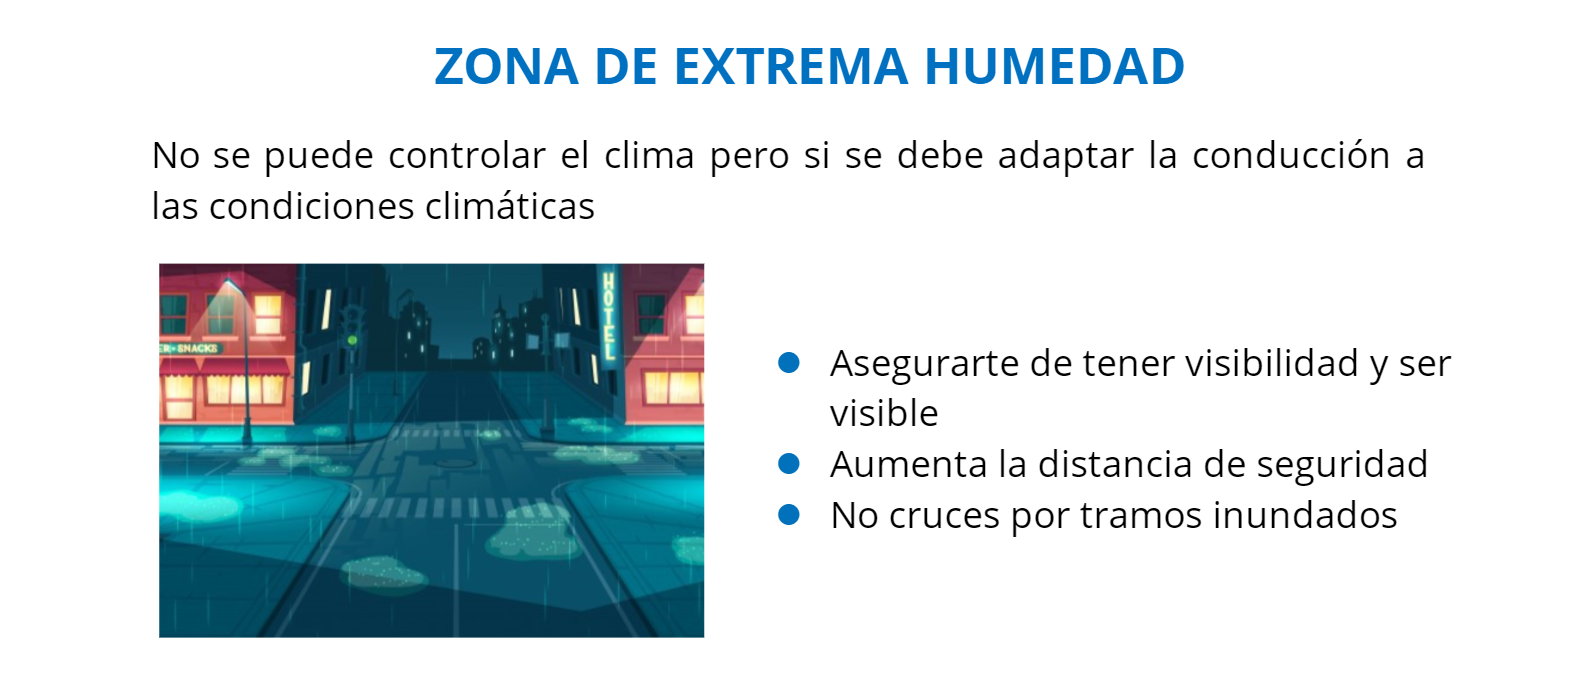 ZONA DE EXTREMA HUMEDAD
No se puede controlar el clima pero si se debe adaptar la conducción a
las condiciones climáticas
HOTEL
ER-SNACKS
● Asegurarte de tener visibilidad y ser
visible
● Aumenta la distancia de seguridad
● No cruces por tramos inundados